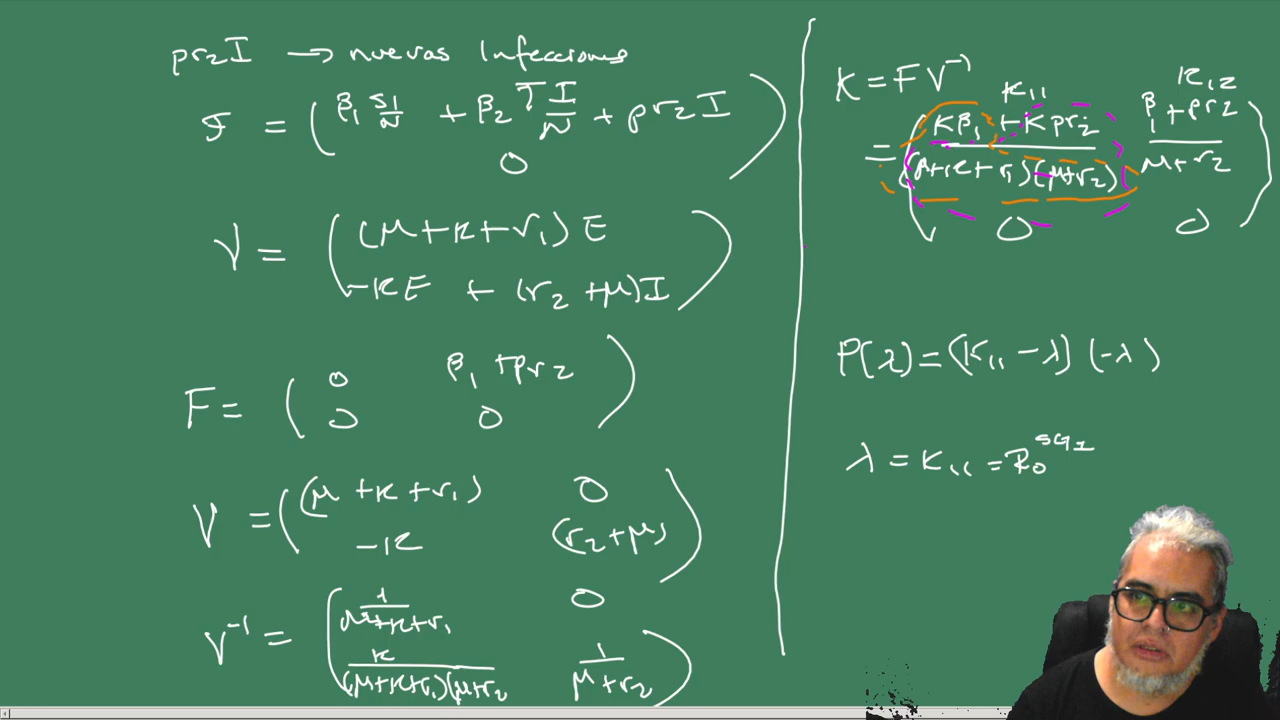 pr₂I → nuevas Infecciones
F = ( β₁ SI/N + β₂ TI/N + pr₂I
0 )
V = ( (μ+κ+r₁)E
-κE + (r₂+μ)I )
F = ( 0 β₁+pr₂
0 0 )
V = ( (μ+κ+r₁) 0
-κ (r₂+μ) )
V⁻¹ = ( 1/(μ+κ+r₁) 0
κ/(μ+κ+r₁)(μ+r₂ 1/(μ+r₂) )
K = FV⁻¹
K₁₁ K₁₂
= ( (κβ₁ + κpr₂)/((μ+κ+r₁)(μ+r₂)) (β₁+pr₂)/(μ+r₂)
0 0 )
P(λ) = (K₁₁ - λ)(-λ)
λ = K₁₁ = R₀